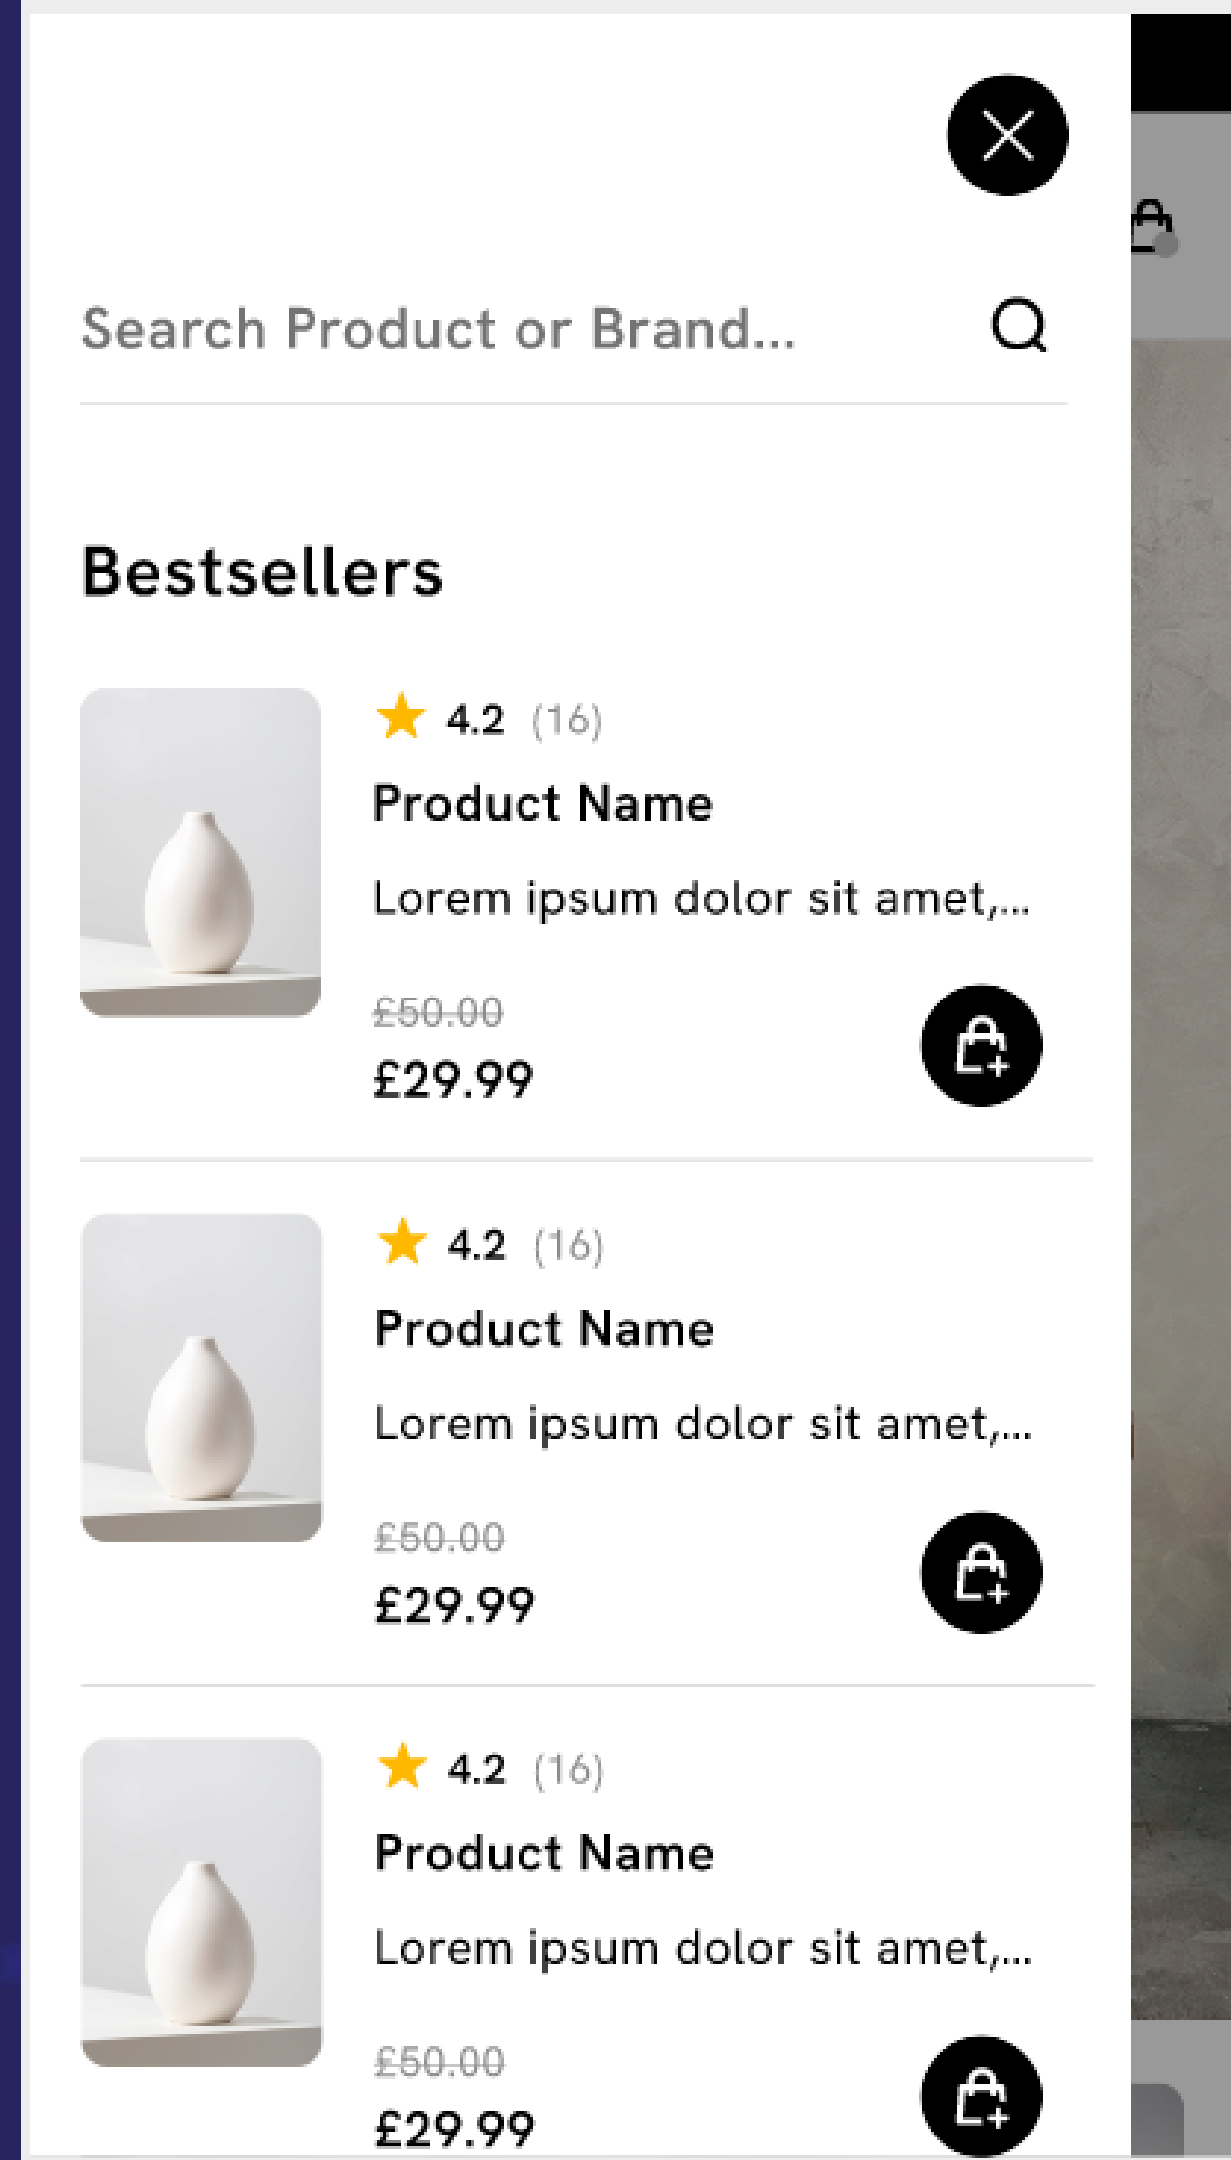 Search Product or Brand...
Bestsellers
4.2 (16)
Product Name
Lorem ipsum dolor sit amet,...
£50.00
£29.99
4.2 (16)
Product Name
Lorem ipsum dolor sit amet,...
£50.00
£29.99
4.2 (16)
Product Name
Lorem ipsum dolor sit amet,...
£50.00
£29.99